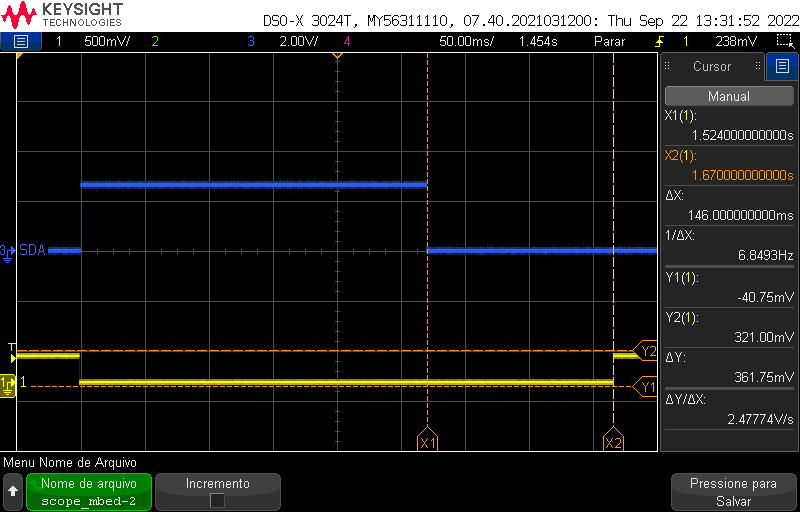 KEYSIGHT
TECHNOLOGIES
DSO-X 3024T, MY56311110, 07.40.2021031200: Thu Sep 22 13:31:52 2022
1 500mV/ 2 3 2.00V/ 4 50.00ms/ 1.454s Parar 1 238mV
Cursor
Manual
X1(1):
1.524000000000s
X2(1):
1.670000000000s
ΔX:
146.000000000ms
1/ΔX:
6.8493Hz
Y1(1):
-40.75mV
Y2(1):
321.00mV
ΔY:
361.75mV
ΔY/ΔX:
2.47774V/s
3 SDA
T
Y2
1 1
Y1
X1 X2
Menu Nome de Arquivo
Nome de arquivo
scope_mbed-2
Incremento
Pressione para
Salvar